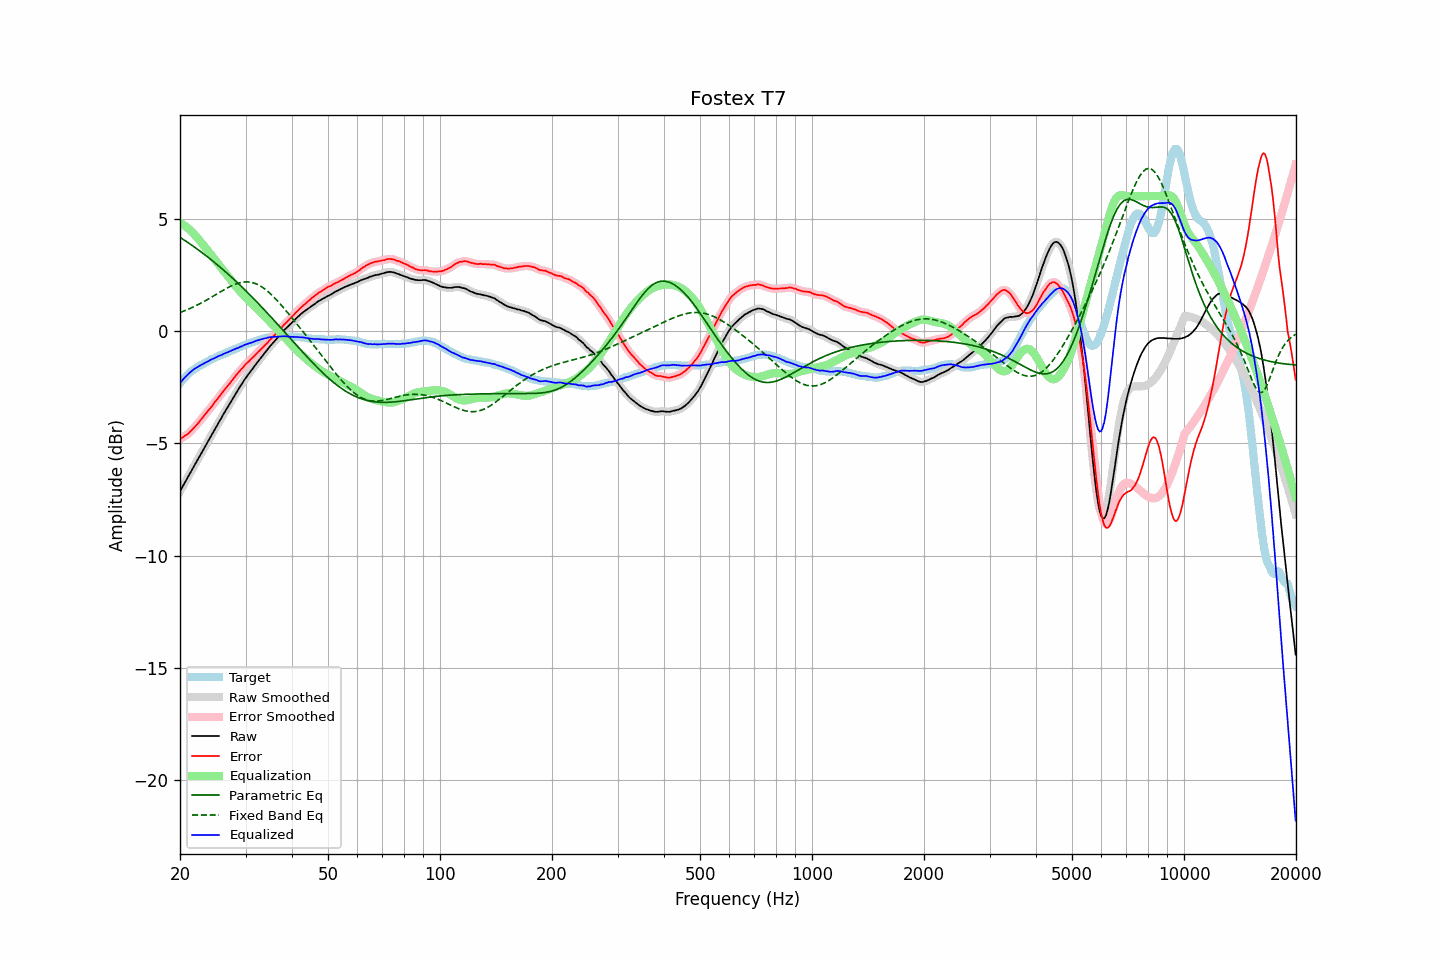 Fostex T7
Amplitude (dBr)
5
0
−5
−10
−15
−20
Target
Raw Smoothed
Error Smoothed
Raw
Error
Equalization
Parametric Eq
Fixed Band Eq
Equalized
20 50 100 200 500 1000 2000 5000 10000 20000
Frequency (Hz)